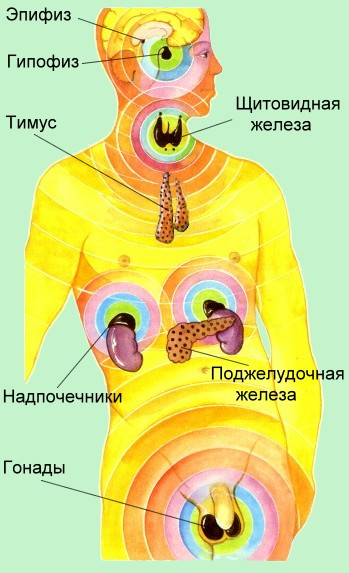 Эпифиз
Гипофиз
Щитовидная
железа
Тимус
Надпочечники
Поджелудочная
железа
Гонады